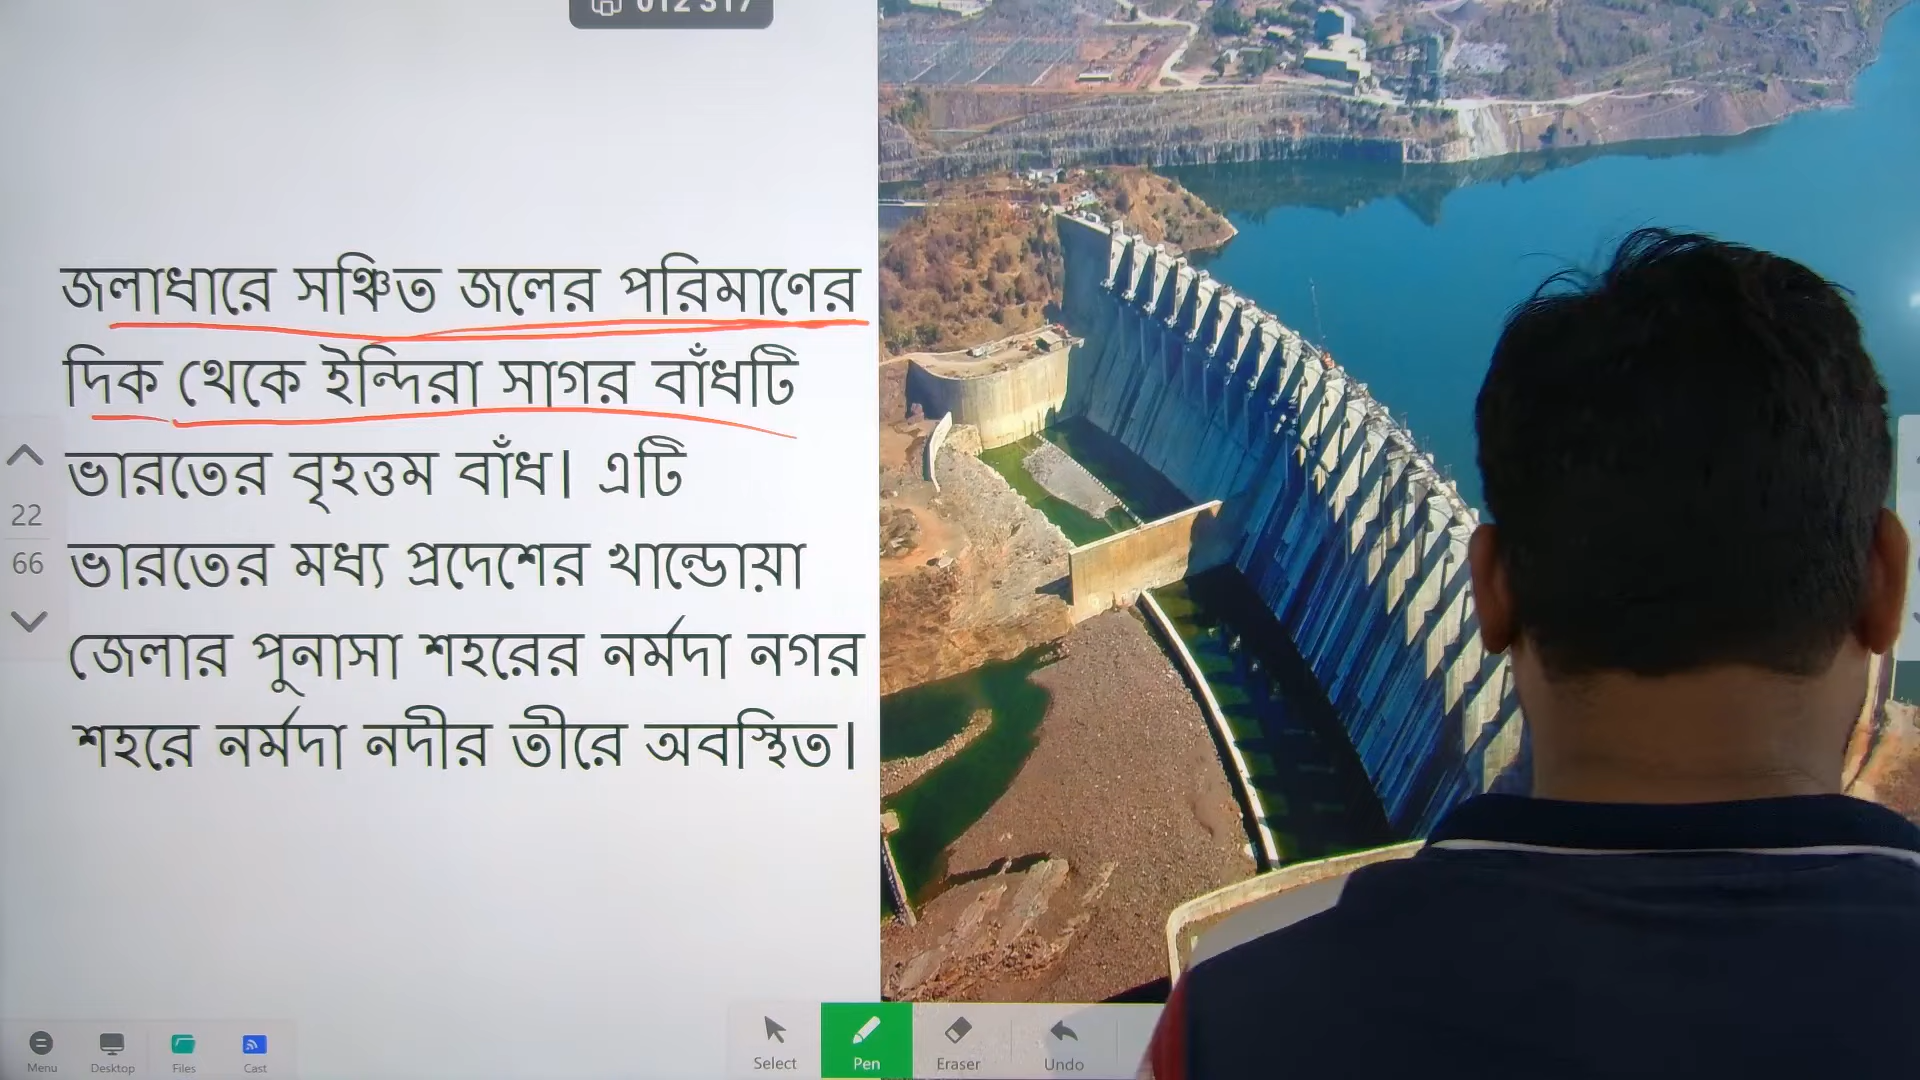 জলাধারে সঞ্চিত জলের পরিমাণের
দিক থেকে ইন্দিরা সাগর বাঁধটি
ভারতের বৃহত্তম বাঁধ। এটি
ভারতের মধ্য প্রদেশের খান্ডোয়া
জেলার পুনাসা শহরের নর্মদা নগর
শহরে নর্মদা নদীর তীরে অবস্থিত।
22
66
Menu
Desktop
Files
Cast
Select
Pen
Eraser
Undo